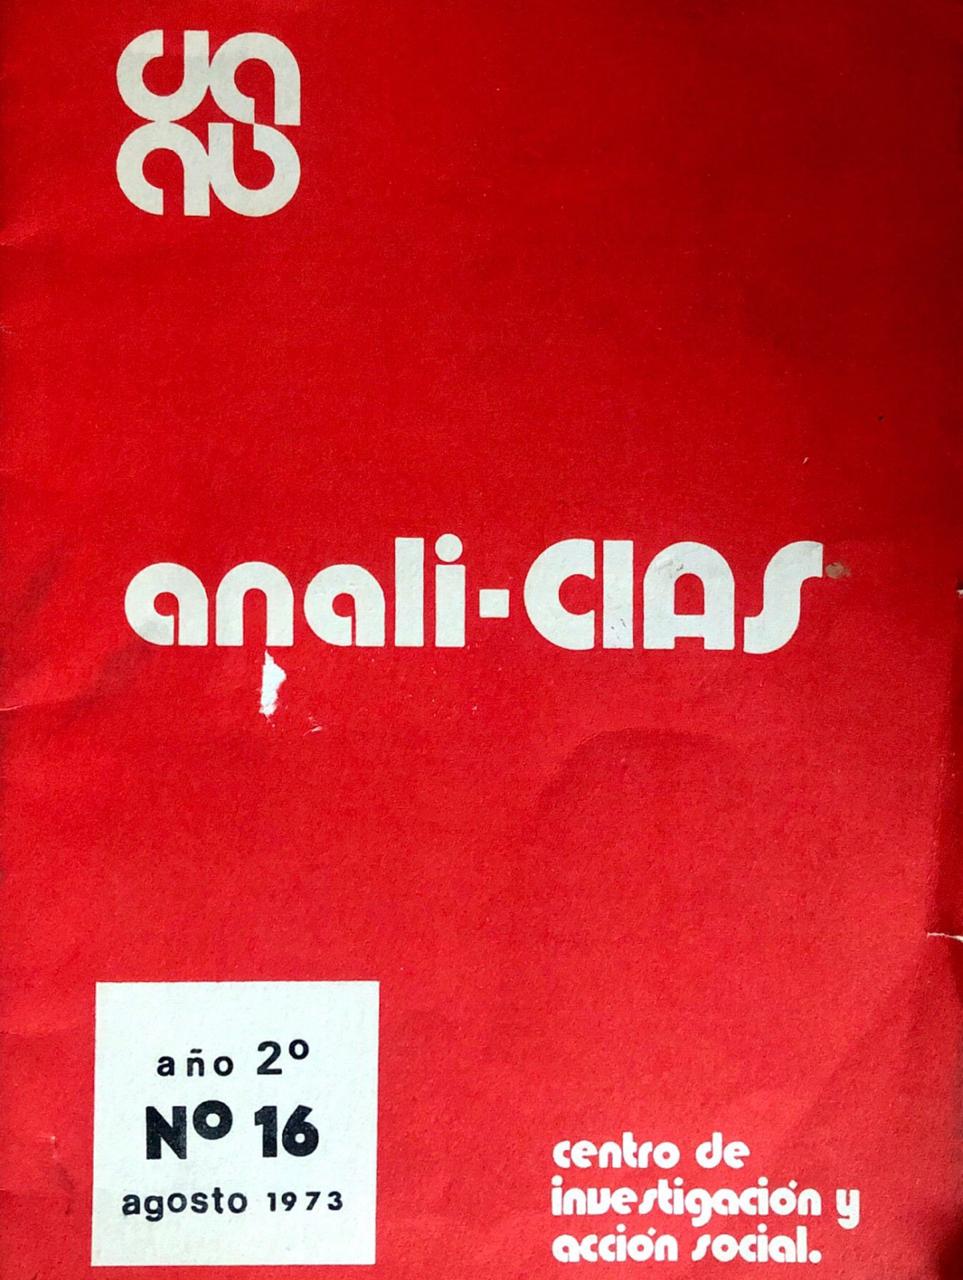 anali-CIAS
año 2º
Nº 16
agosto 1973
centro de
investigación y
acción social.